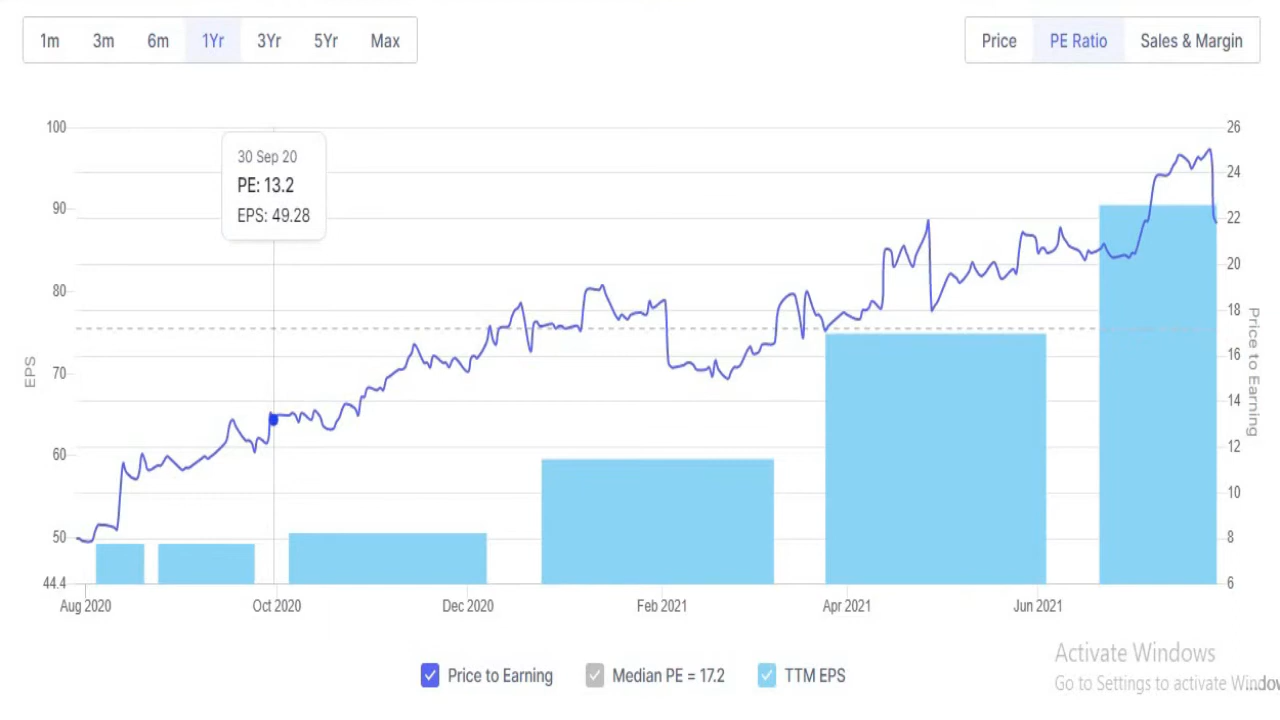 1m 3m 6m 1Yr 3Yr 5Yr Max
Price PE Ratio Sales & Margin
30 Sep 20
PE: 13.2
EPS: 49.28
100
90
80
70
60
50
44.4
EPS
26
24
22
20
18
16
14
12
10
8
6
Price to Earning
Aug 2020 Oct 2020 Dec 2020 Feb 2021 Apr 2021 Jun 2021
Price to Earning Median PE = 17.2 TTM EPS
Activate Windows
Go to Settings to activate